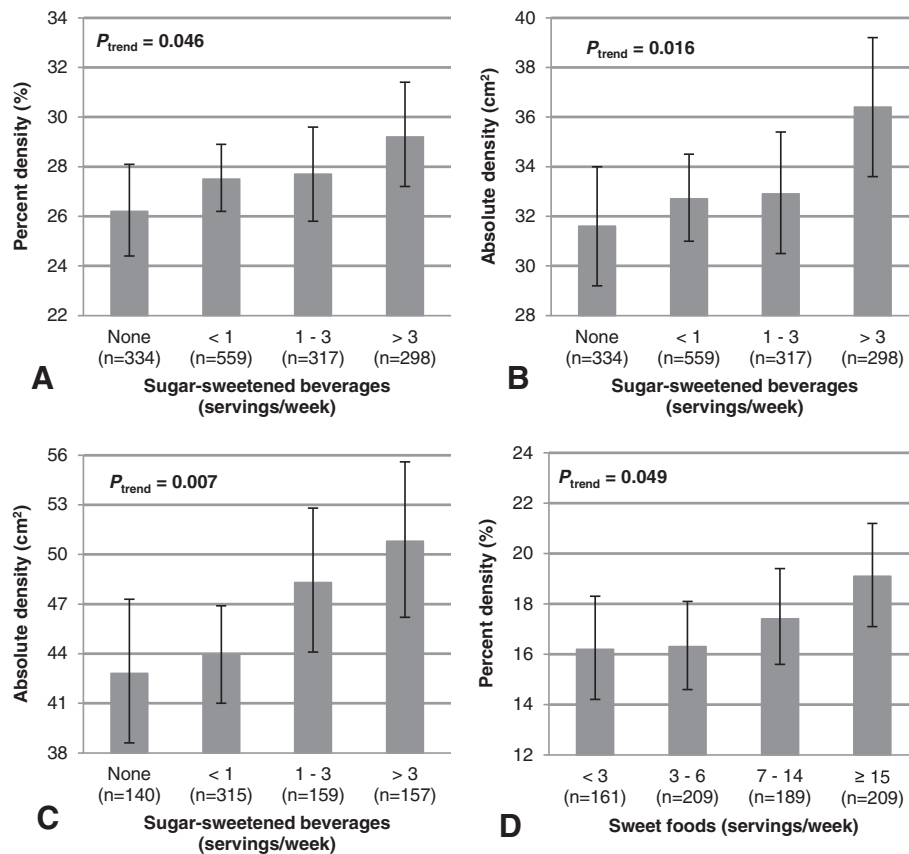 34
32
30
28
26
24
22
Percent density (%)
P trend = 0.046
None
(n=334)
< 1
(n=559)
1 - 3
(n=317)
> 3
(n=298)
A
Sugar-sweetened beverages
(servings/week)
40
38
36
34
32
30
28
Absolute density (cm²)
P trend = 0.016
None
(n=334)
< 1
(n=559)
1 - 3
(n=317)
> 3
(n=298)
B
Sugar-sweetened beverages
(servings/week)
56
53
50
47
44
41
38
Absolute density (cm²)
P trend = 0.007
None
(n=140)
< 1
(n=315)
1 - 3
(n=159)
> 3
(n=157)
C
Sugar-sweetened beverages
(servings/week)
24
22
20
18
16
14
12
Percent density (%)
P trend = 0.049
< 3
(n=161)
3 - 6
(n=209)
7 - 14
(n=189)
≥ 15
(n=209)
D
Sweet foods (servings/week)